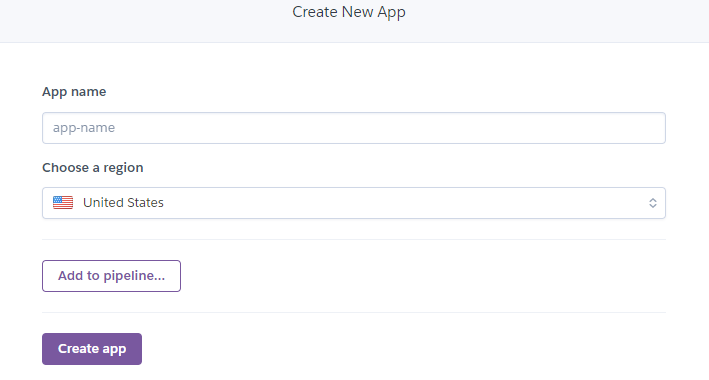 Create New App
App name
app-name
Choose a region
United States
Add to pipeline...
Create app